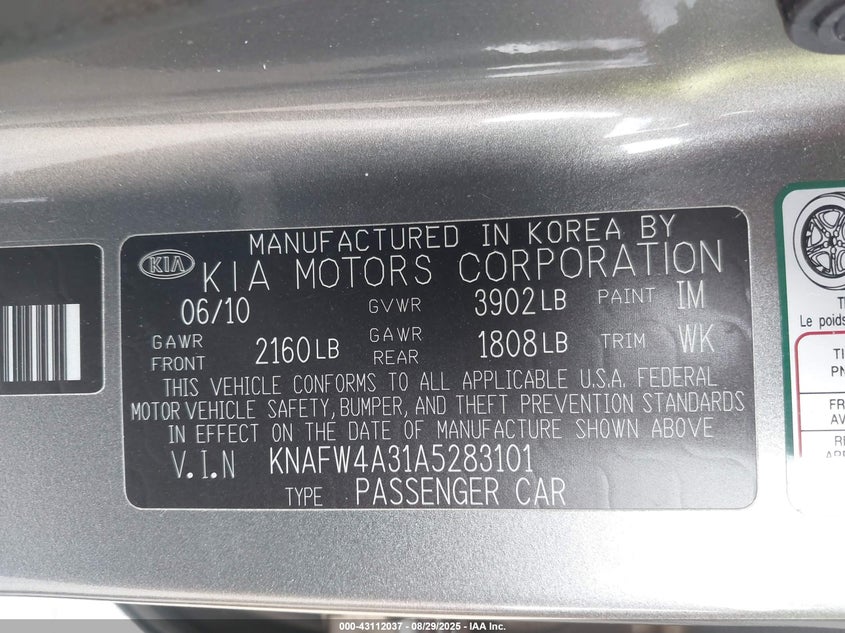 MANUFACTURED IN KOREA BY
KIA
KIA MOTORS CORPORATION
06/10 GVWR 3902LB PAINT IM
GAWR FRONT 2160LB GAWR REAR 1808LB TRIM WK
THIS VEHICLE CONFORMS TO ALL APPLICABLE U.S.A. FEDERAL
MOTOR VEHICLE SAFETY, BUMPER, AND THEFT PREVENTION STANDARDS
IN EFFECT ON THE DATE OF MANUFACTURE SHOWN ABOVE
V.I.N KNAFW4A31A5283101
TYPE PASSENGER CAR
Le poids
000-43112037 - 08/29/2025 - IAA Inc.